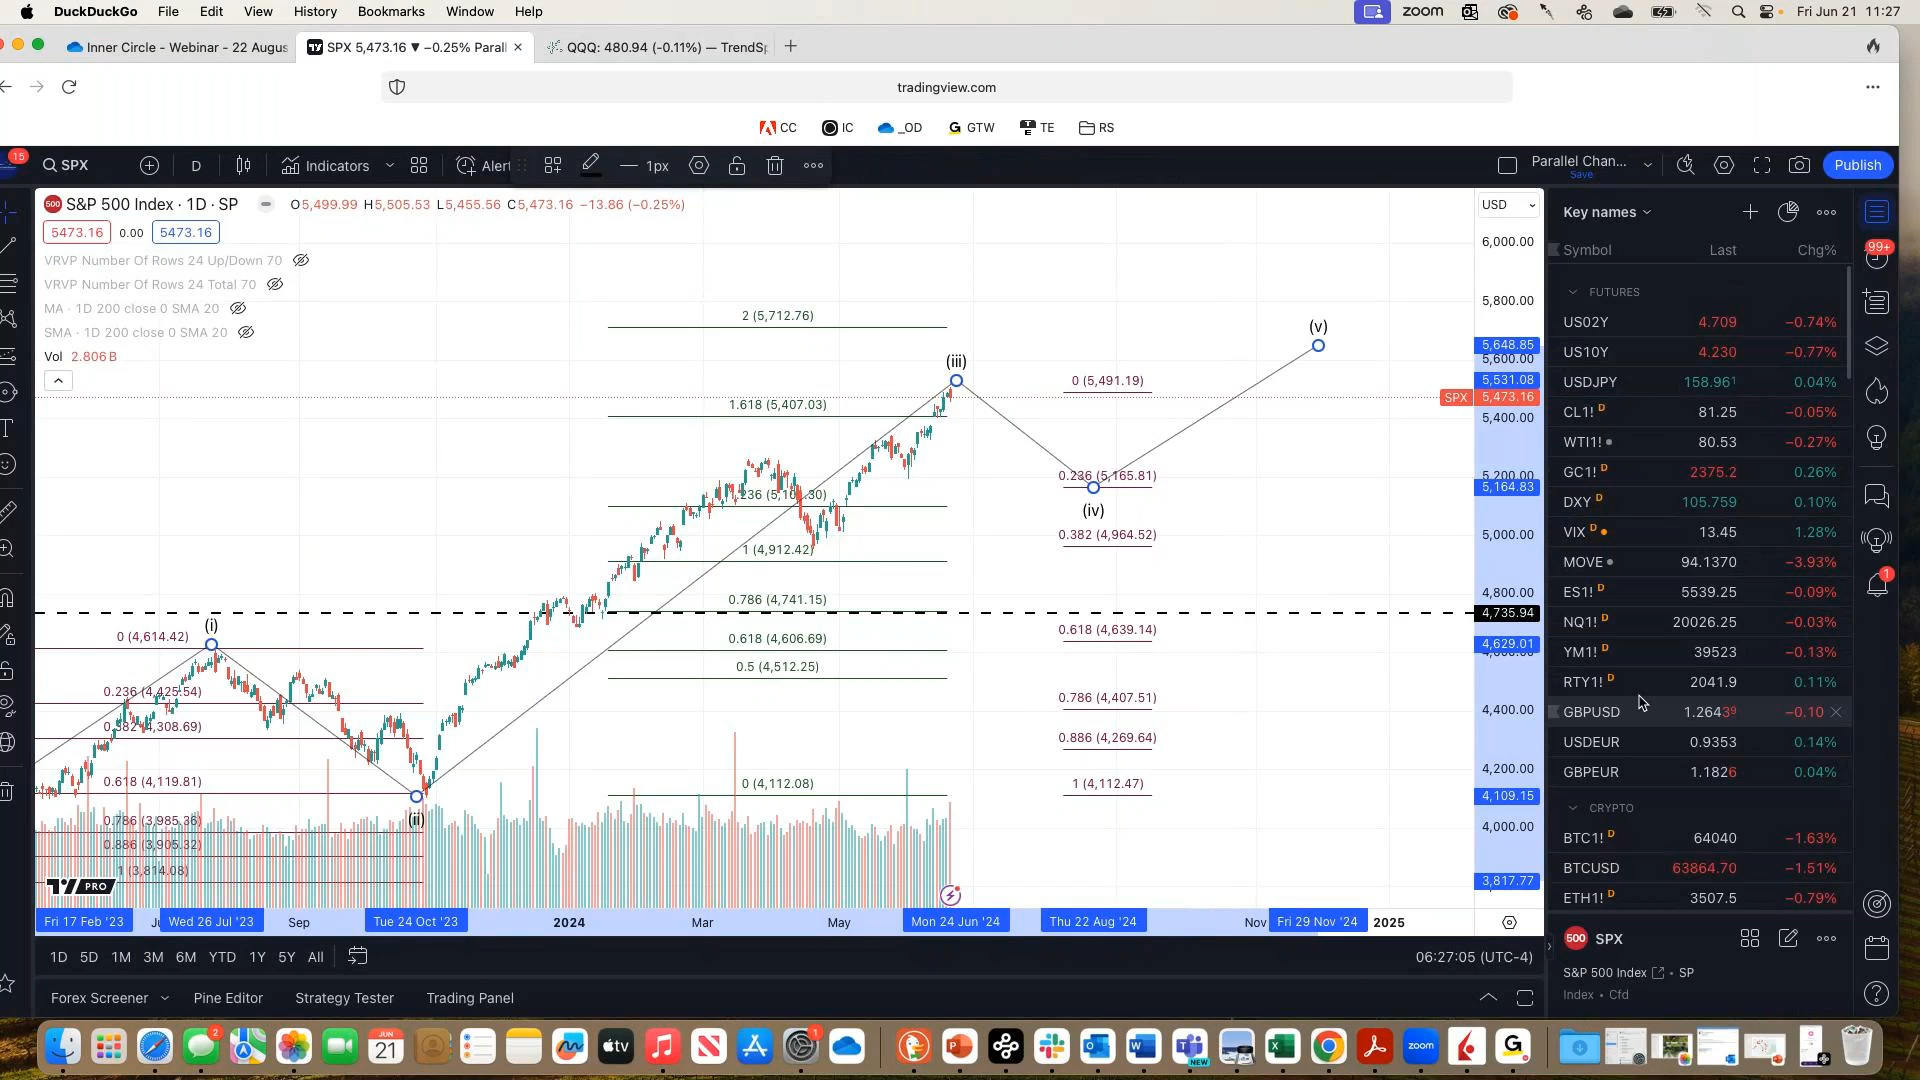 DuckDuckGo File Edit View History Bookmarks Window Help zoom Fri Jun 21 11:27
Inner Circle - Webinar - 22 Augus SPX 5,473.16 ▼ −0.25% Paral QQQ: 480.94 (-0.11%) — TrendSp
tradingview.com
CC IC _OD GTW TE RS
15 SPX D Indicators Alert 1px Parallel Chan... Save Publish
S&P 500 Index · 1D · SP O5,499.99 H5,505.53 L5,455.56 C5,473.16 −13.86 (−0.25%)
5473.16 0.00 5473.16
VRVP Number Of Rows 24 Up/Down 70
VRVP Number Of Rows 24 Total 70
MA · 1D 200 close 0 SMA 20
SMA · 1D 200 close 0 SMA 20
Vol 2.806B
2 (5,712.76)
(v)
(iii)
0 (5,491.19)
1.618 (5,407.03)
0.236 (5,165.81)
(iv)
0.382 (4,964.52)
1 (4,912.42)
0.786 (4,741.15)
(i)
0 (4,614.42)
0.618 (4,639.14)
0.618 (4,606.69)
0.5 (4,512.25)
0.236 (4,425.54)
0.786 (4,407.51)
0.382 (4,308.69)
0.886 (4,269.64)
0.618 (4,119.81)
0 (4,112.08)
1 (4,112.47)
(ii)
0.786 (3,985.36)
0.886 (3,905.32)
1 (3,814.08)
PRO
USD
6,000.00
5,800.00
5,648.85
5,600.00
5,531.08
SPX 5,473.16
5,400.00
5,200.00
5,164.83
5,000.00
4,800.00
4,735.94
4,629.01
4,400.00
4,200.00
4,109.15
4,000.00
3,817.77
Fri 17 Feb '23 Wed 26 Jul '23 Sep Tue 24 Oct '23 2024 Mar May Mon 24 Jun '24 Thu 22 Aug '24 Nov Fri 29 Nov '24 2025
1D 5D 1M 3M 6M YTD 1Y 5Y All 06:27:05 (UTC-4)
Forex Screener Pine Editor Strategy Tester Trading Panel
Key names
Symbol Last Chg%
FUTURES
US02Y 4.709 −0.74%
US10Y 4.230 −0.77%
USDJPY 158.961 0.04%
CL1! D 81.25 −0.05%
WTI1! 80.53 −0.27%
GC1! D 2375.2 0.26%
DXY D 105.759 0.10%
VIX D 13.45 1.28%
MOVE 94.1370 −3.93%
ES1! D 5539.25 −0.09%
NQ1! D 20026.25 −0.03%
YM1! D 39523 −0.13%
RTY1! D 2041.9 0.11%
GBPUSD 1.26439 −0.10
USDEUR 0.9353 0.14%
GBPEUR 1.1826 0.04%
CRYPTO
BTC1! D 64040 −1.63%
BTCUSD 63864.70 −1.51%
ETH1! D 3507.5 −0.79%
500 SPX
S&P 500 Index · SP
Index · Cfd
99+
1
2 JUN 21 tv 1 NEW zoom